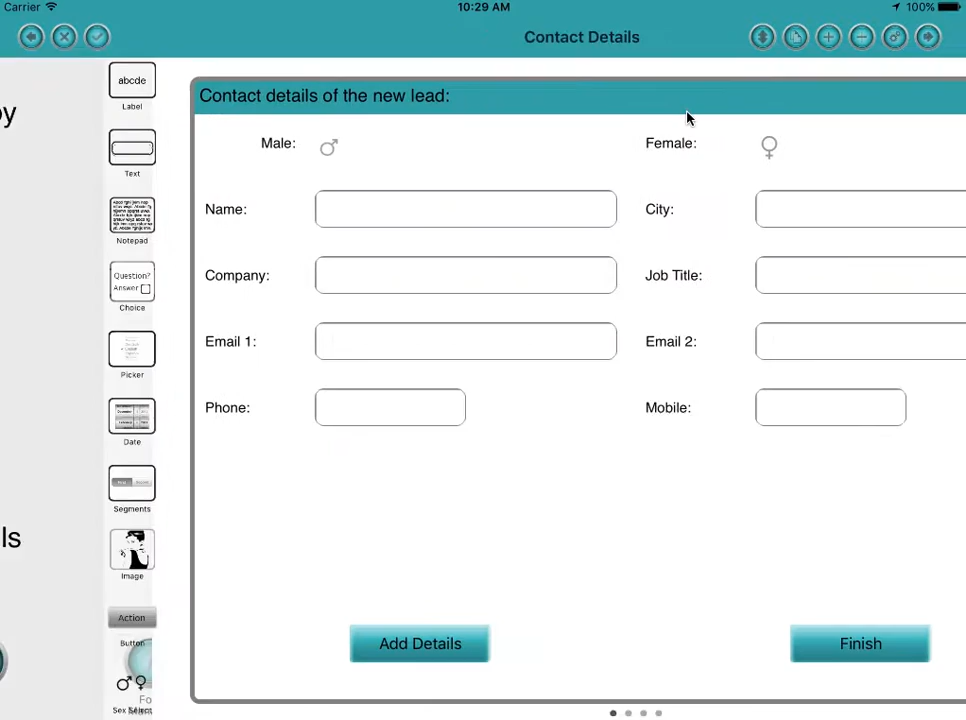 Carrier 10:29 AM 100%
Contact Details
abcde
Label
Text
Notepad
Question?
Answer
Choice
Picker
Date
Segments
Image
Action
Button
Sex Select
Contact details of the new lead:
Male: Female:
Name: City:
Company: Job Title:
Email 1: Email 2:
Phone: Mobile:
Add Details Finish